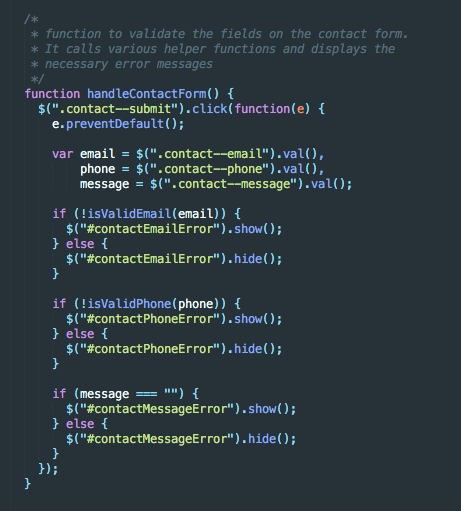 /*
 * function to validate the fields on the contact form.
 * It calls various helper functions and displays the
 * necessary error messages
 */
function handleContactForm() {
  $(".contact--submit").click(function(e) {
    e.preventDefault();

    var email = $(".contact--email").val(),
        phone = $(".contact--phone").val(),
        message = $(".contact--message").val();

    if (!isValidEmail(email)) {
      $("#contactEmailError").show();
    } else {
      $("#contactEmailError").hide();
    }

    if (!isValidPhone(phone)) {
      $("#contactPhoneError").show();
    } else {
      $("#contactPhoneError").hide();
    }

    if (message === "") {
      $("#contactMessageError").show();
    } else {
      $("#contactMessageError").hide();
    }
  });
}